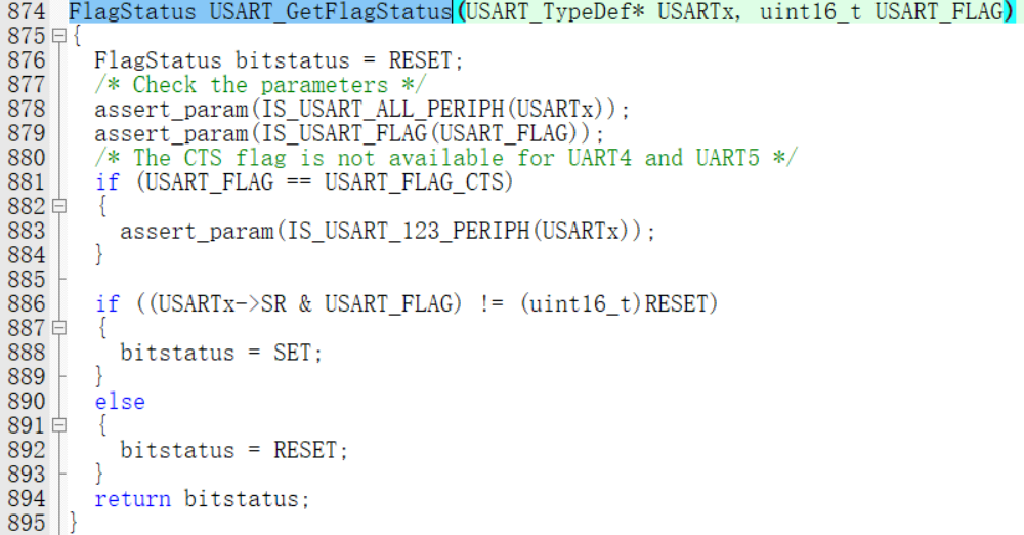 874 FlagStatus USART_GetFlagStatus(USART_TypeDef* USARTx, uint16_t USART_FLAG)
875 {
876   FlagStatus bitstatus = RESET;
877   /* Check the parameters */
878   assert_param(IS_USART_ALL_PERIPH(USARTx));
879   assert_param(IS_USART_FLAG(USART_FLAG));
880   /* The CTS flag is not available for UART4 and UART5 */
881   if (USART_FLAG == USART_FLAG_CTS)
882   {
883     assert_param(IS_USART_123_PERIPH(USARTx));
884   }
885
886   if ((USARTx->SR & USART_FLAG) != (uint16_t)RESET)
887   {
888     bitstatus = SET;
889   }
890   else
891   {
892     bitstatus = RESET;
893   }
894   return bitstatus;
895 }